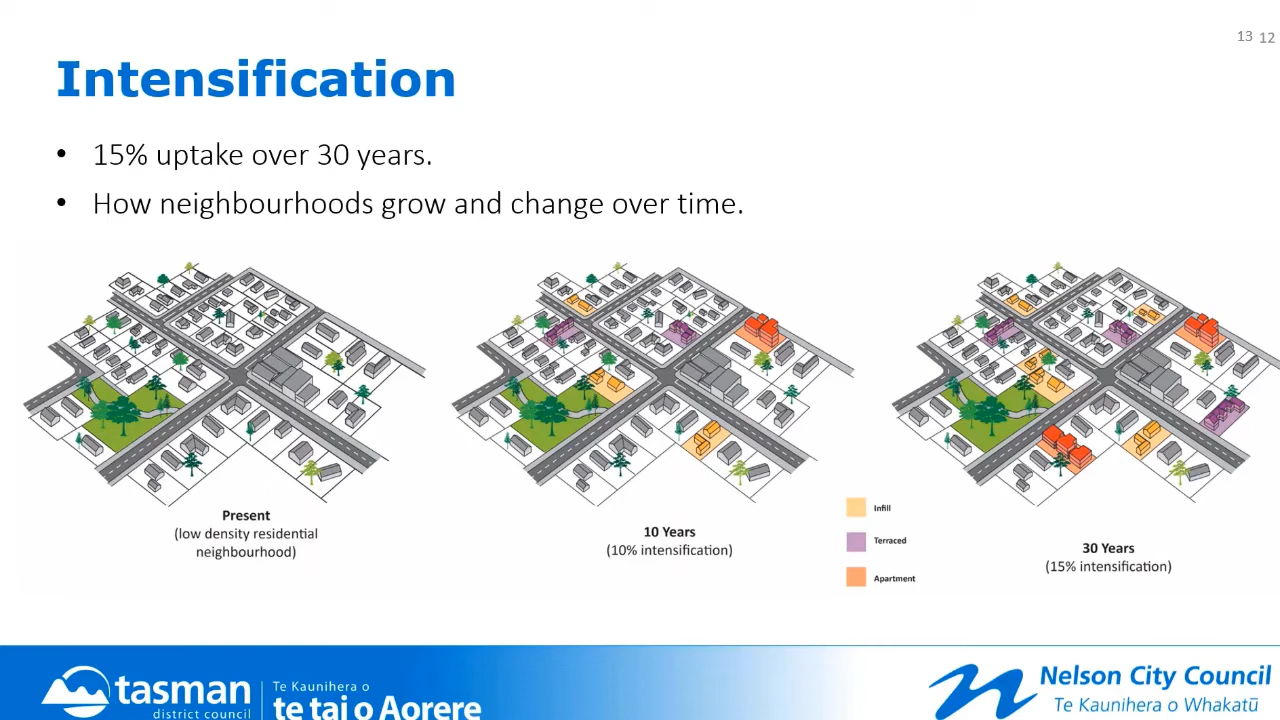 13 12
Intensification
• 15% uptake over 30 years.
• How neighbourhoods grow and change over time.
Present
(low density residential
neighbourhood)
10 Years
(10% intensification)
Infill
Terraced
Apartment
30 Years
(15% intensification)
tasman
district council
Te Kaunihera o
te tai o Aorere
Nelson City Council
Te Kaunihera o Whakatū